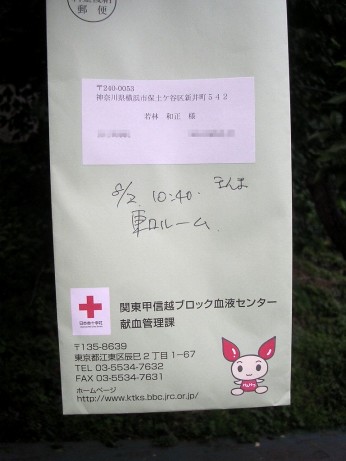 郵便
〒240-0053
神奈川県横浜市保土ケ谷区新井町542
若林 和正 様
8/2 10:40. さんま
東口ルーム
日本赤十字社
関東甲信越ブロック血液センター
献血管理課
〒135-8639
東京都江東区辰巳2丁目1-67
TEL 03-5534-7632
FAX 03-5534-7631
ホームページ
http://www.ktks.bbc.jrc.or.jp/